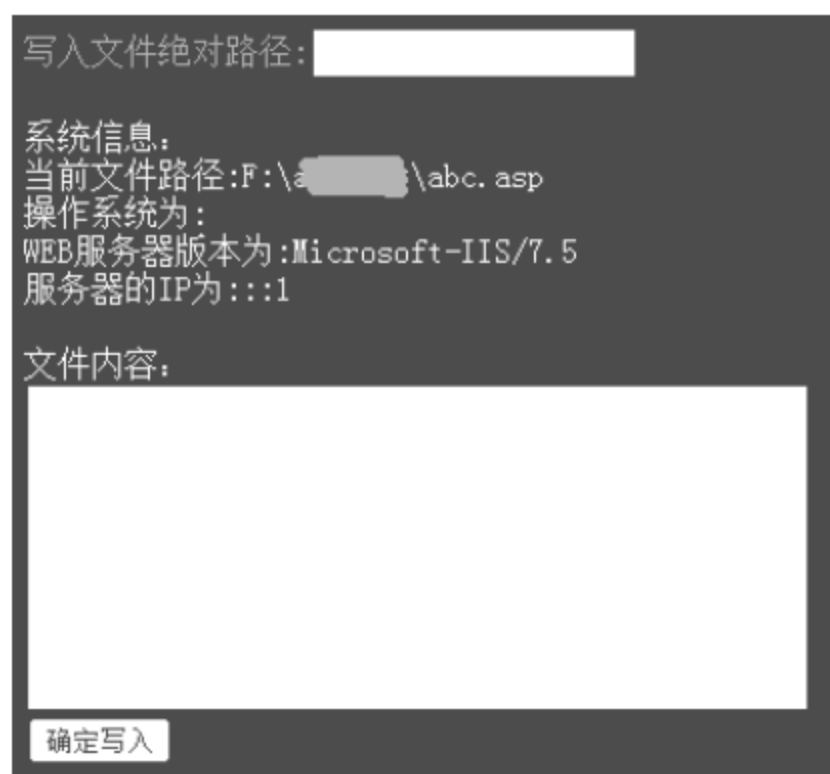 写入文件绝对路径:
系统信息:
当前文件路径:F:\a\abc.asp
操作系统为:
WEB服务器版本为:Microsoft-IIS/7.5
服务器的IP为:::1
文件内容:
确定写入